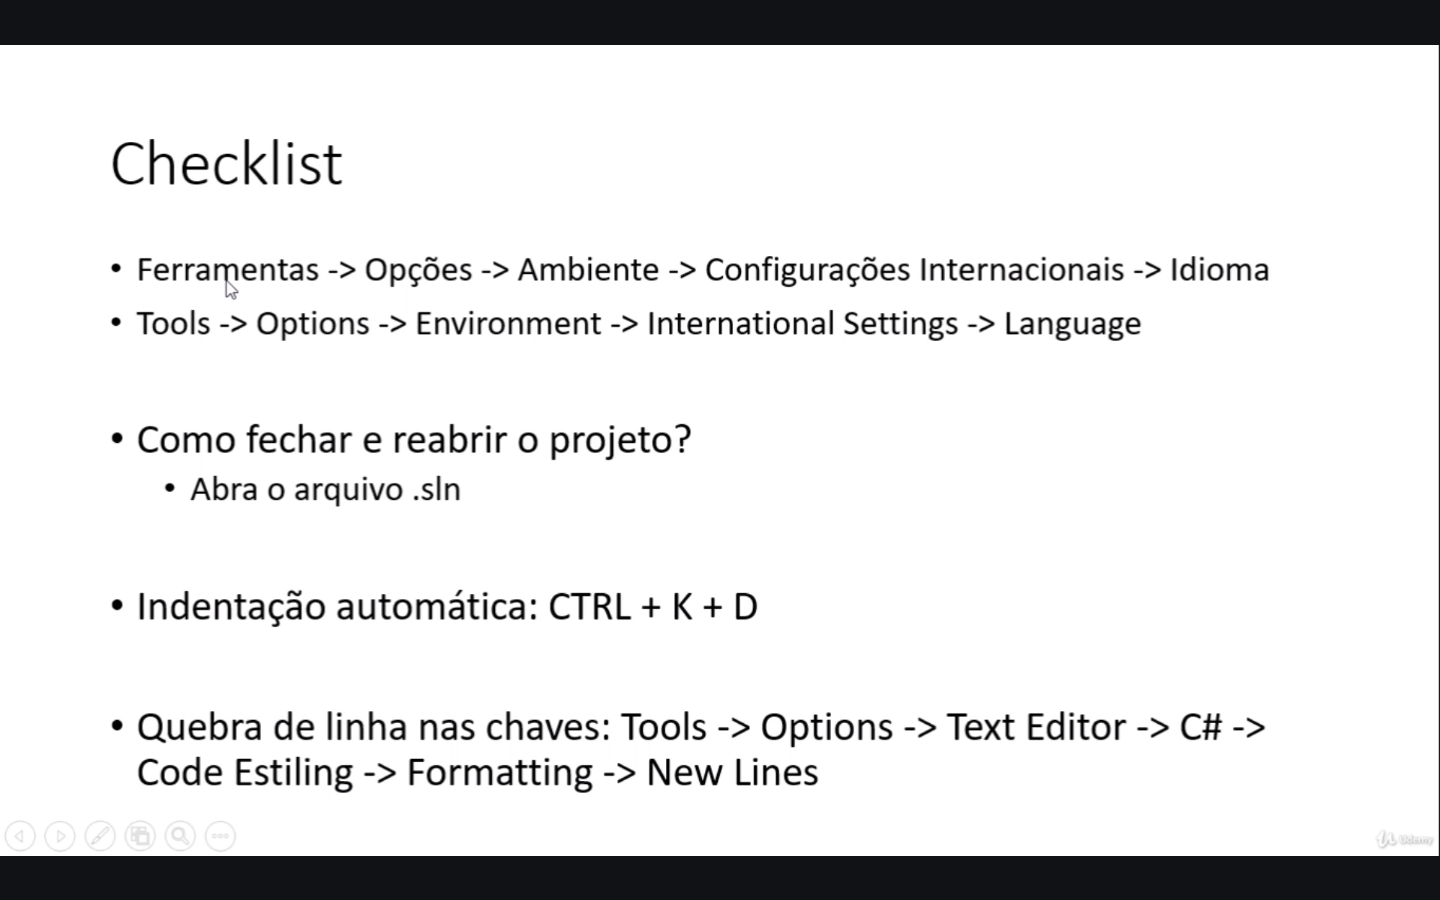 Checklist
• Ferramentas -> Opções -> Ambiente -> Configurações Internacionais -> Idioma
• Tools -> Options -> Environment -> International Settings -> Language
• Como fechar e reabrir o projeto?
• Abra o arquivo .sln
• Indentação automática: CTRL + K + D
• Quebra de linha nas chaves: Tools -> Options -> Text Editor -> C# ->
Code Estiling -> Formatting -> New Lines
Udemy